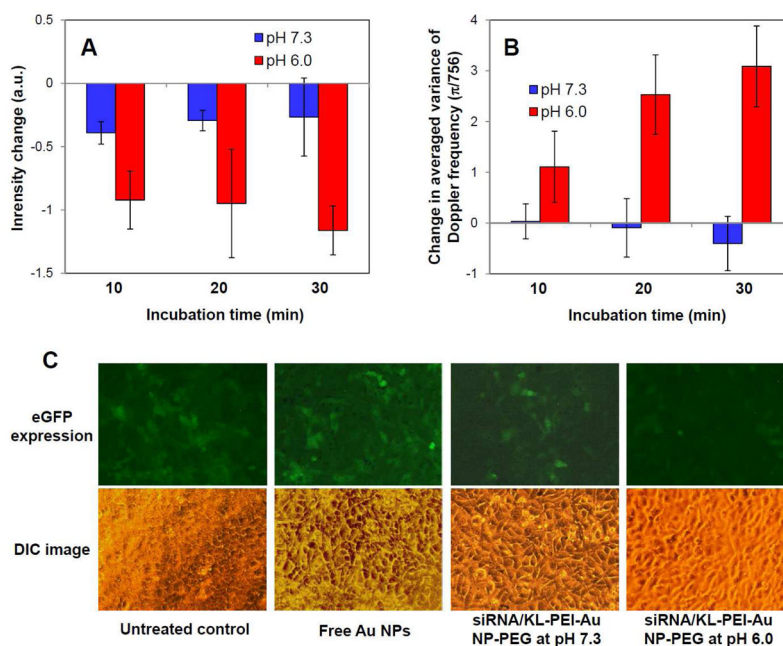 A
pH 7.3
pH 6.0
0
-0.5
-1
-1.5
Inrensity change (a.u.)
10 20 30
Incubation time (min)
B
pH 7.3
pH 6.0
4
3
2
1
0
-1
Change in averaged variance of
Doppler frequency (π/756)
10 20 30
Incubation time (min)
C
eGFP
expression
DIC image
Untreated control
Free Au NPs
siRNA/KL-PEI-Au
NP-PEG at pH 7.3
siRNA/KL-PEI-Au
NP-PEG at pH 6.0